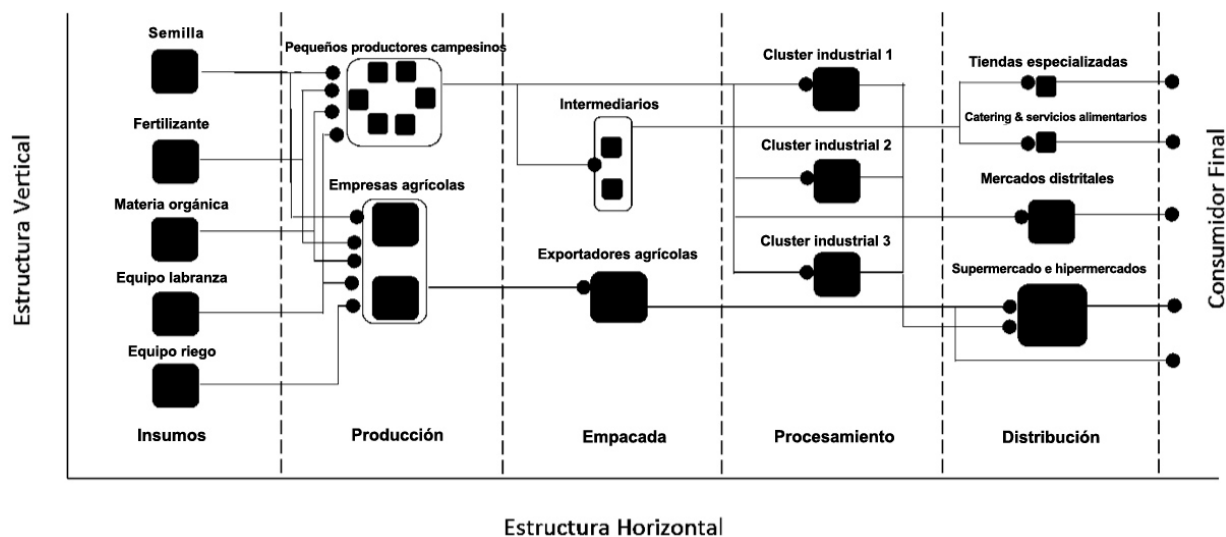 Estructura Vertical
Semilla
Fertilizante
Materia orgánica
Equipo labranza
Equipo riego
Insumos
Pequeños productores campesinos
Empresas agrícolas
Producción
Intermediarios
Exportadores agrícolas
Empacada
Cluster industrial 1
Cluster industrial 2
Cluster industrial 3
Procesamiento
Tiendas especializadas
Catering & servicios alimentarios
Mercados distritales
Supermercado e hipermercados
Distribución
Consumidor Final
Estructura Horizontal